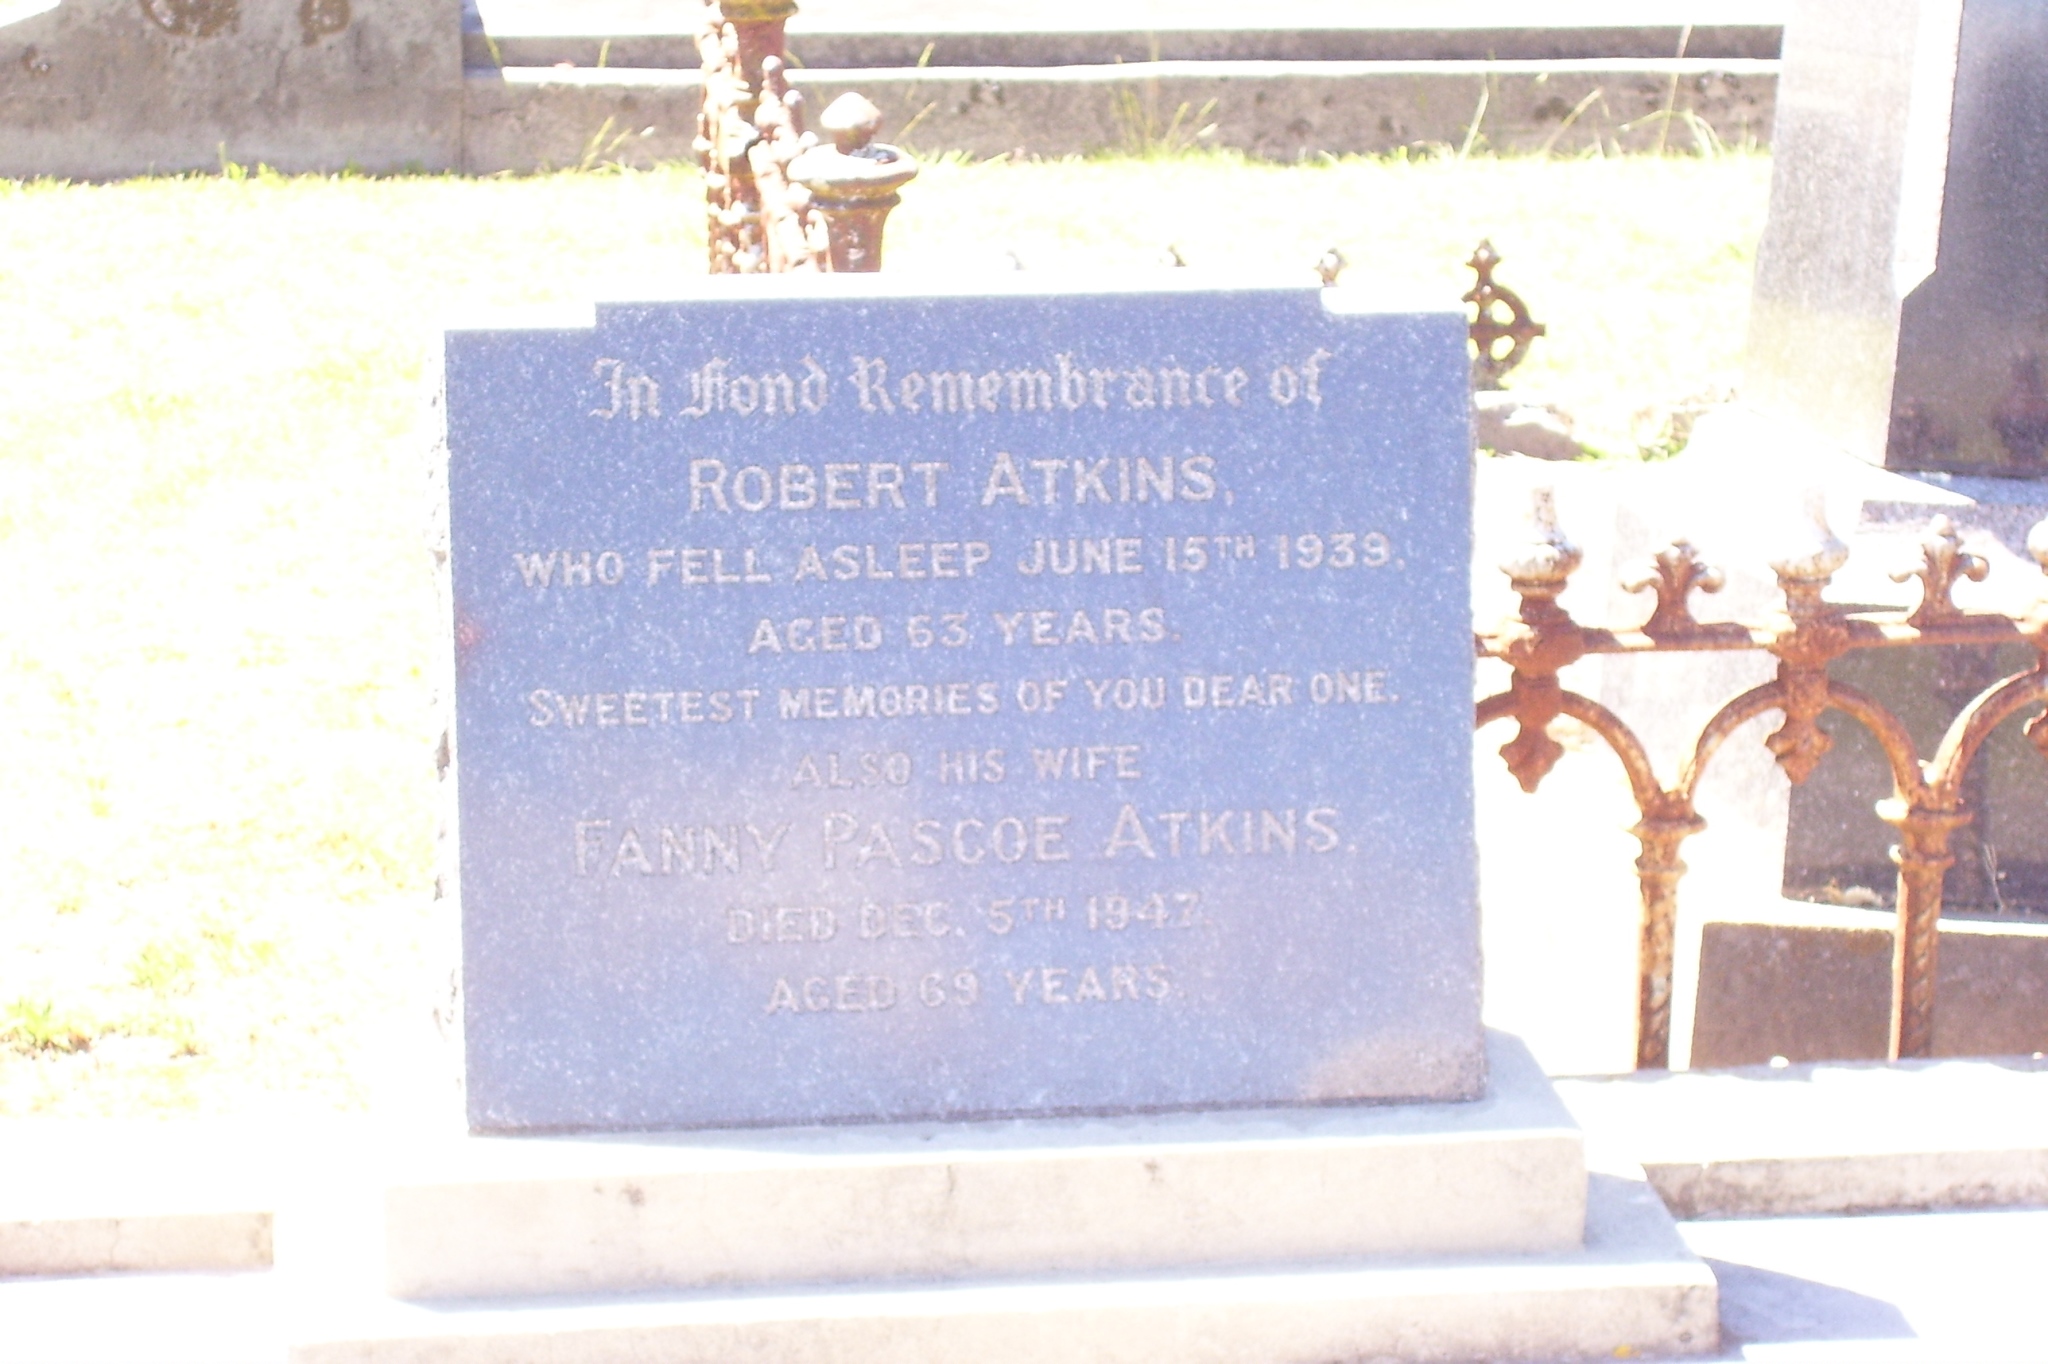 In Fond Remembrance of
ROBERT ATKINS,
WHO FELL ASLEEP JUNE 15TH 1939.
AGED 63 YEARS.
SWEETEST MEMORIES OF YOU DEAR ONE.
ALSO HIS WIFE
FANNY PASCOE ATKINS.
DIED DEC. 5TH 1947.
AGED 69 YEARS.